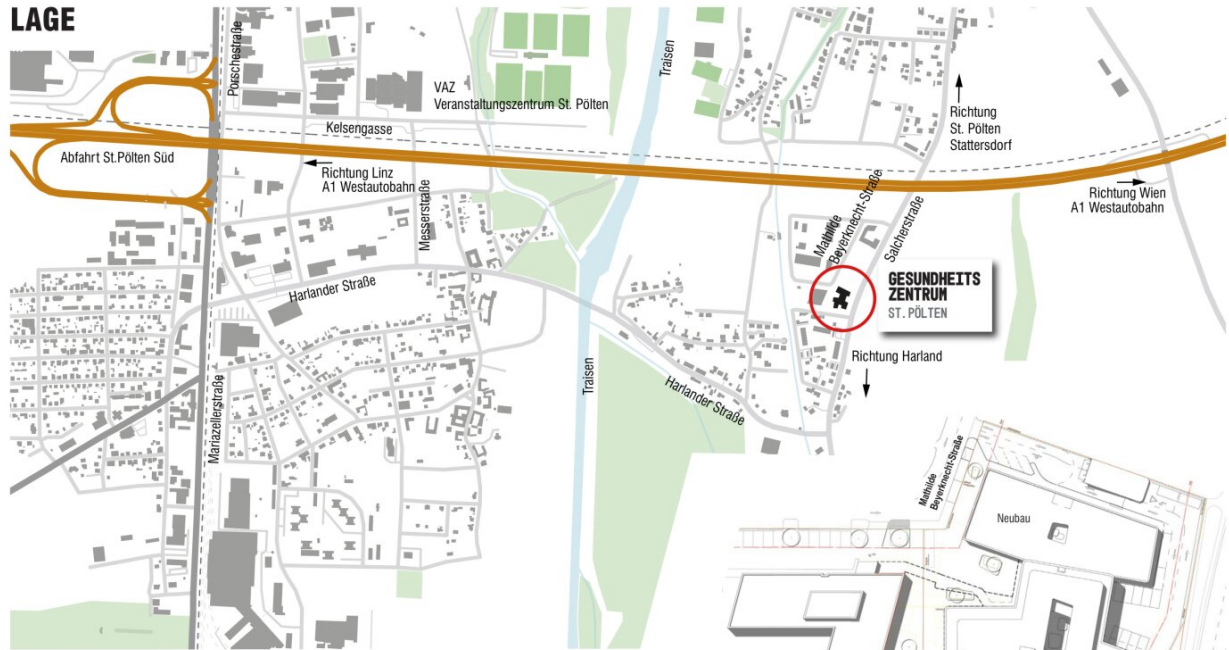 LAGE
Porschestraße
Traisen
VAZ
Veranstaltungszentrum St. Pölten
Kelsengasse
Richtung
St. Pölten
Stattersdorf
Abfahrt St.Pölten Süd
Richtung Linz
A1 Westautobahn
Richtung Wien
A1 Westautobahn
Messerstraße
Mathilde
Beyerknecht-Straße
Salcherstraße
Harlander Straße
GESUNDHEITS
ZENTRUM
ST. PÖLTEN
Richtung Harland
Traisen
Harlander Straße
Mariazellerstraße
Mathilde
Beyerknecht-Straße
Neubau